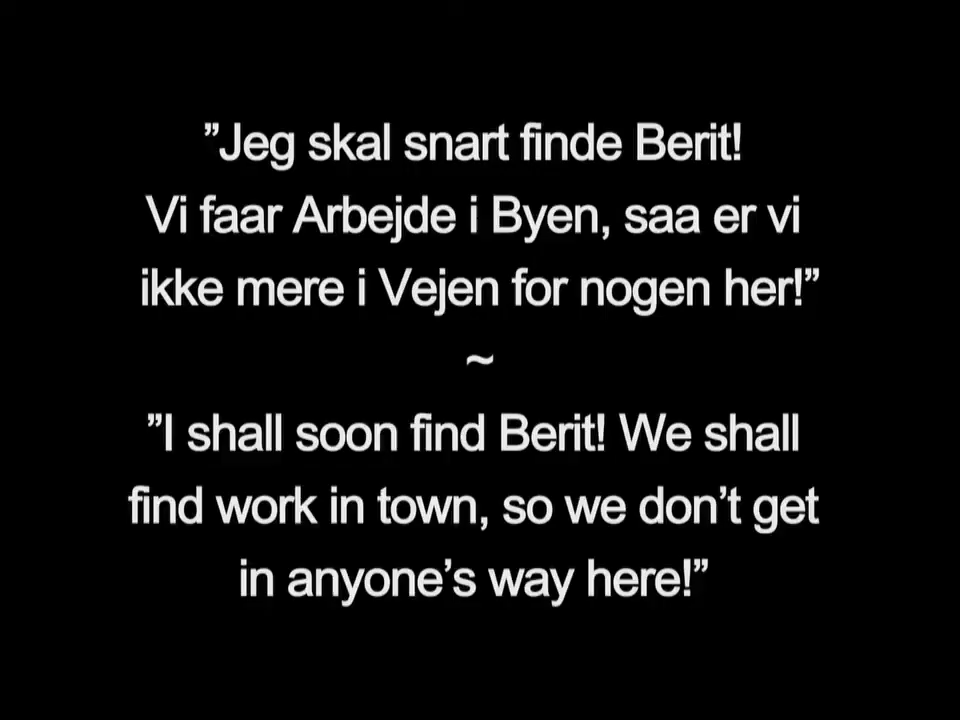 ”Jeg skal snart finde Berit!
Vi faar Arbejde i Byen, saa er vi
ikke mere i Vejen for nogen her!”
~
”I shall soon find Berit! We shall
find work in town, so we don’t get
in anyone’s way here!”